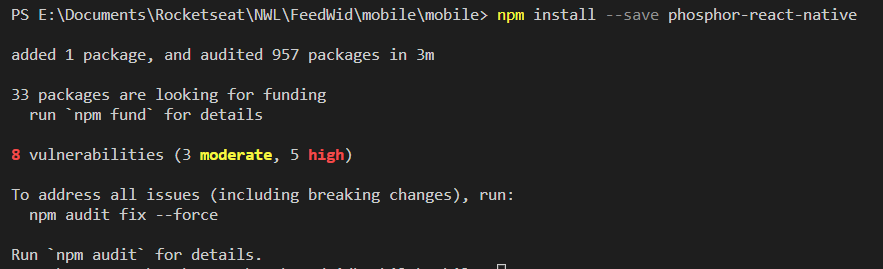 PS E:\Documents\Rocketseat\NWL\FeedWid\mobile\mobile> npm install --save phosphor-react-native
added 1 package, and audited 957 packages in 3m
33 packages are looking for funding
run `npm fund` for details
8 vulnerabilities (3 moderate, 5 high)
To address all issues (including breaking changes), run:
npm audit fix --force
Run `npm audit` for details.